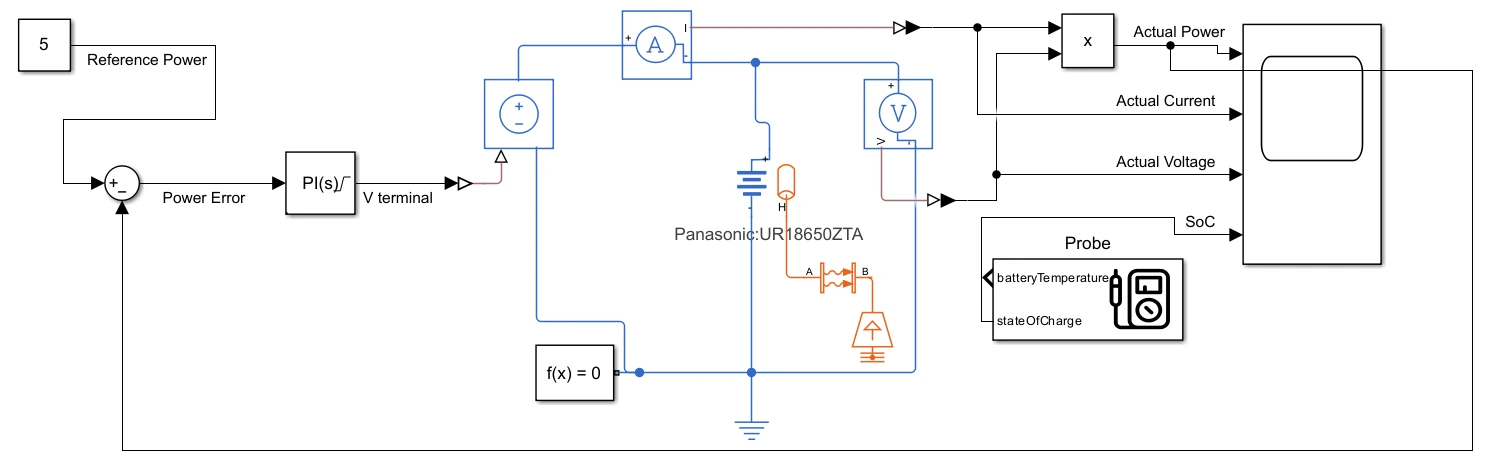 5
Reference Power
+
-
Power Error
PI(s)
V terminal
+
-
+
A
I
-
+
V
V
-
x
Actual Power
Actual Current
Actual Voltage
SoC
+
-
H
Panasonic:UR18650ZTA
A
B
Probe
batteryTemperature
stateOfCharge
f(x) = 0